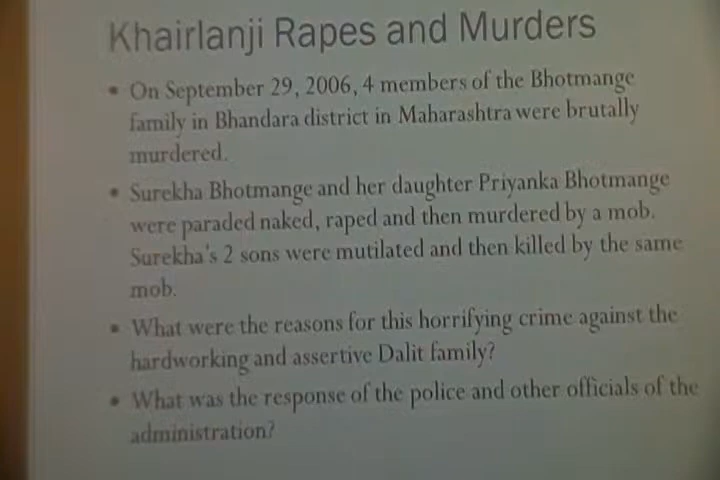 Khairlanji Rapes and Murders
• On September 29, 2006, 4 members of the Bhotmange
family in Bhandara district in Maharashtra were brutally
murdered.
• Surekha Bhotmange and her daughter Priyanka Bhotmange
were paraded naked, raped and then murdered by a mob.
Surekha's 2 sons were mutilated and then killed by the same
mob.
• What were the reasons for this horrifying crime against the
hardworking and assertive Dalit family?
• What was the response of the police and other officials of the
administration?